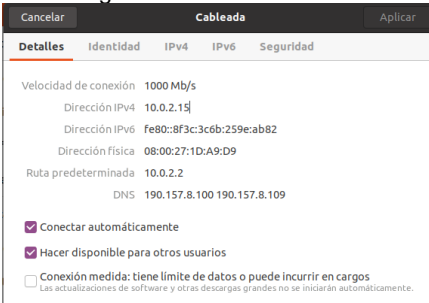 Cancelar Cableada Aplicar
Detalles Identidad IPv4 IPv6 Seguridad
Velocidad de conexión 1000 Mb/s
Dirección IPv4 10.0.2.15
Dirección IPv6 fe80::8f3c:3c6b:259e:ab82
Dirección física 08:00:27:1D:A9:D9
Ruta predeterminada 10.0.2.2
DNS 190.157.8.100 190.157.8.109
Conectar automáticamente
Hacer disponible para otros usuarios
Conexión medida: tiene límite de datos o puede incurrir en cargos
Las actualizaciones de software y otras descargas grandes no se iniciarán automáticamente.